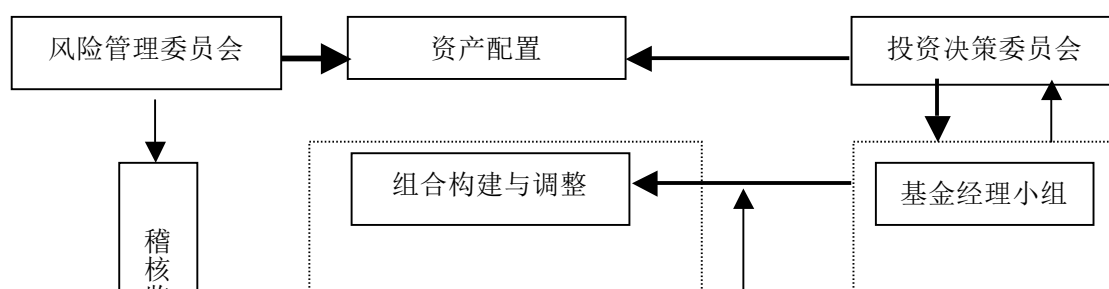 风险管理委员会
资产配置
投资决策委员会
组合构建与调整
基金经理小组
稽
核